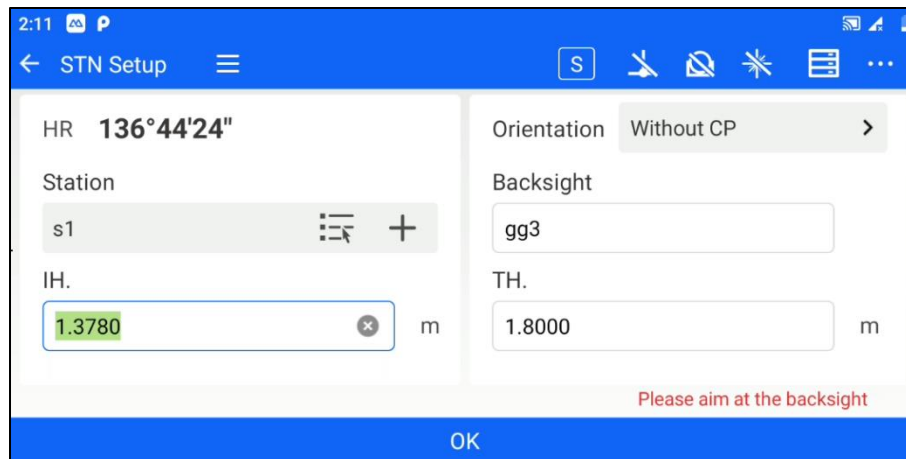 2:11
STN Setup
S
HR 136°44'24"
Orientation Without CP
Station
Backsight
s1
gg3
IH.
TH.
1.3780 m
1.8000 m
Please aim at the backsight
OK